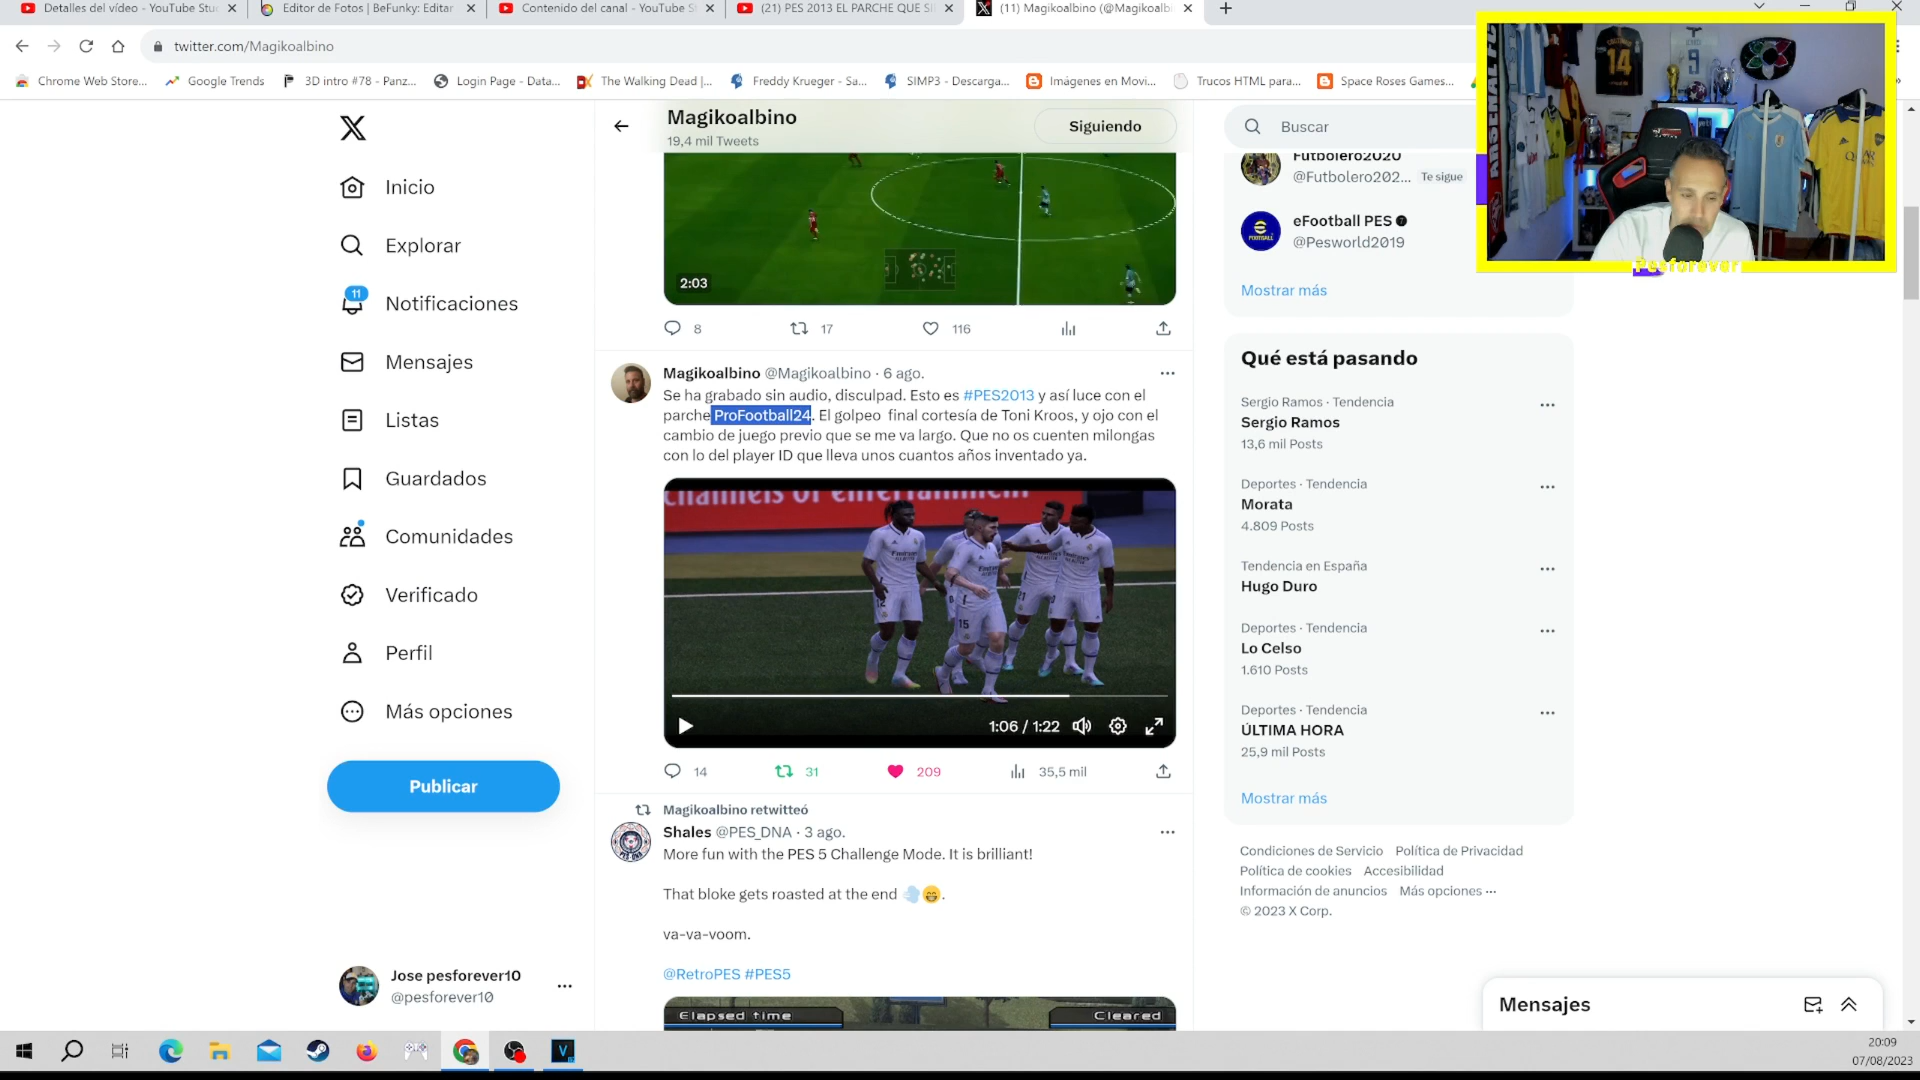 Detalles del vídeo - YouTube Stu
Editor de Fotos | BeFunky: Editar
Contenido del canal - YouTube S
(21) PES 2013 EL PARCHE QUE SI
(11) Magikoalbino (@Magikoalbi
twitter.com/Magikoalbino
Chrome Web Store...
Google Trends
3D intro #78 - Panz...
Login Page - Data...
The Walking Dead |...
Freddy Krueger - Sa...
SIMP3 - Descarga...
Imágenes en Movi...
Trucos HTML para...
Space Roses Games...
Pesforever
Inicio
Explorar
11
Notificaciones
Mensajes
Listas
Guardados
Comunidades
Verificado
Perfil
Más opciones
Publicar
Jose pesforever10
@pesforever10
Magikoalbino
19,4 mil Tweets
Siguiendo
2:03
8
17
116
Magikoalbino @Magikoalbino · 6 ago.
Se ha grabado sin audio, disculpad. Esto es #PES2013 y así luce con el
parche ProFootball24. El golpeo final cortesía de Toni Kroos, y ojo con el
cambio de juego previo que se me va largo. Que no os cuenten milongas
con lo del player ID que lleva unos cuantos años inventado ya.
channels of entertainment
12
15
21
1:06 / 1:22
14
31
209
35,5 mil
Magikoalbino retwitteó
Shales @PES_DNA · 3 ago.
More fun with the PES 5 Challenge Mode. It is brilliant!
That bloke gets roasted at the end 💨😁.
va-va-voom.
@RetroPES #PES5
Elapsed time
Cleared
Buscar
Futbolero2020
@Futbolero202...
Te sigue
eFootball PES
@Pesworld2019
Mostrar más
Qué está pasando
Sergio Ramos · Tendencia
Sergio Ramos
13,6 mil Posts
Deportes · Tendencia
Morata
4.809 Posts
Tendencia en España
Hugo Duro
Deportes · Tendencia
Lo Celso
1.610 Posts
Deportes · Tendencia
ÚLTIMA HORA
25,9 mil Posts
Mostrar más
Condiciones de Servicio Política de Privacidad
Política de cookies Accesibilidad
Información de anuncios Más opciones ···
© 2023 X Corp.
Mensajes
20:09
07/08/2023